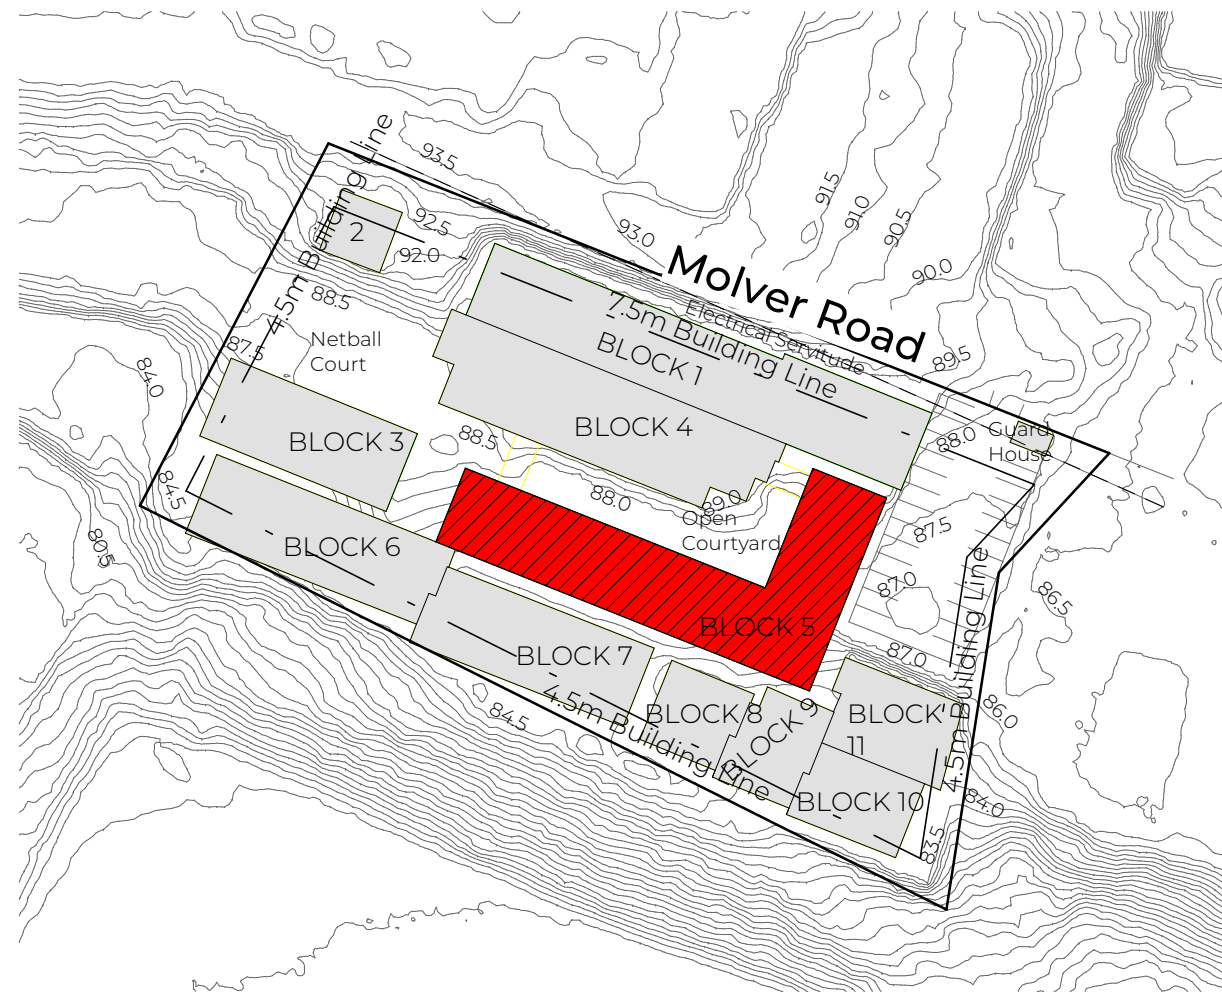 4.5m Building Line
93.5
92.5
2
92.0
93.0
91.5
91.0
90.5
90.0
Molver Road
88.5
7.5m Building Line
Electrical Servitude
Netball
Court
87.5
BLOCK 1
89.5
84.0
BLOCK 3
88.5
BLOCK 4
88.0
Guard
House
84.5
88.0
89.0
Open
Courtyard
87.5
80.5
BLOCK 6
87.0
86.5
BLOCK 5
BLOCK 7
87.0
4.5m Building Line
84.5
4.5m Building Line
BLOCK 8
BLOCK 9
BLOCK
11
86.0
BLOCK 10
84.0
83.5